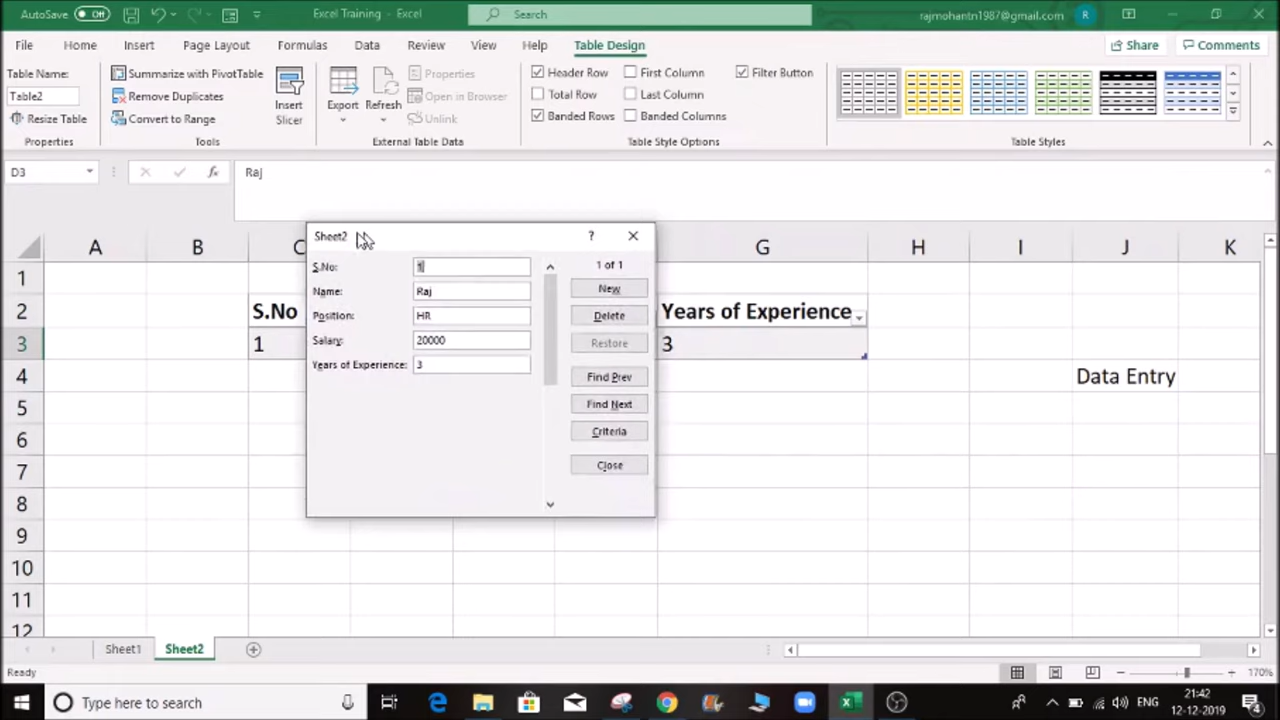 AutoSave Off Excel Training - Excel Search rajmohantn1987@gmail.com R
File Home Insert Page Layout Formulas Data Review View Help Table Design Share Comments
Table Name:
Table2
Resize Table
Properties
Summarize with PivotTable
Remove Duplicates
Convert to Range
Insert
Slicer
Tools
Export Refresh
Properties
Open in Browser
Unlink
External Table Data
Header Row First Column Filter Button
Total Row Last Column
Banded Rows Banded Columns
Table Style Options
Table Styles
D3 fx Raj
A B C G H I J K
1
2 S.No Years of Experience
3 1 3
4 Data Entry
5
6
7
8
9
10
11
12
Sheet2 ?
S.No: 1
Name: Raj
Position: HR
Salary: 20000
Years of Experience: 3
1 of 1
New
Delete
Restore
Find Prev
Find Next
Criteria
Close
Sheet1 Sheet2
Ready 170%
Type here to search
ENG 21:42
12-12-2019
4